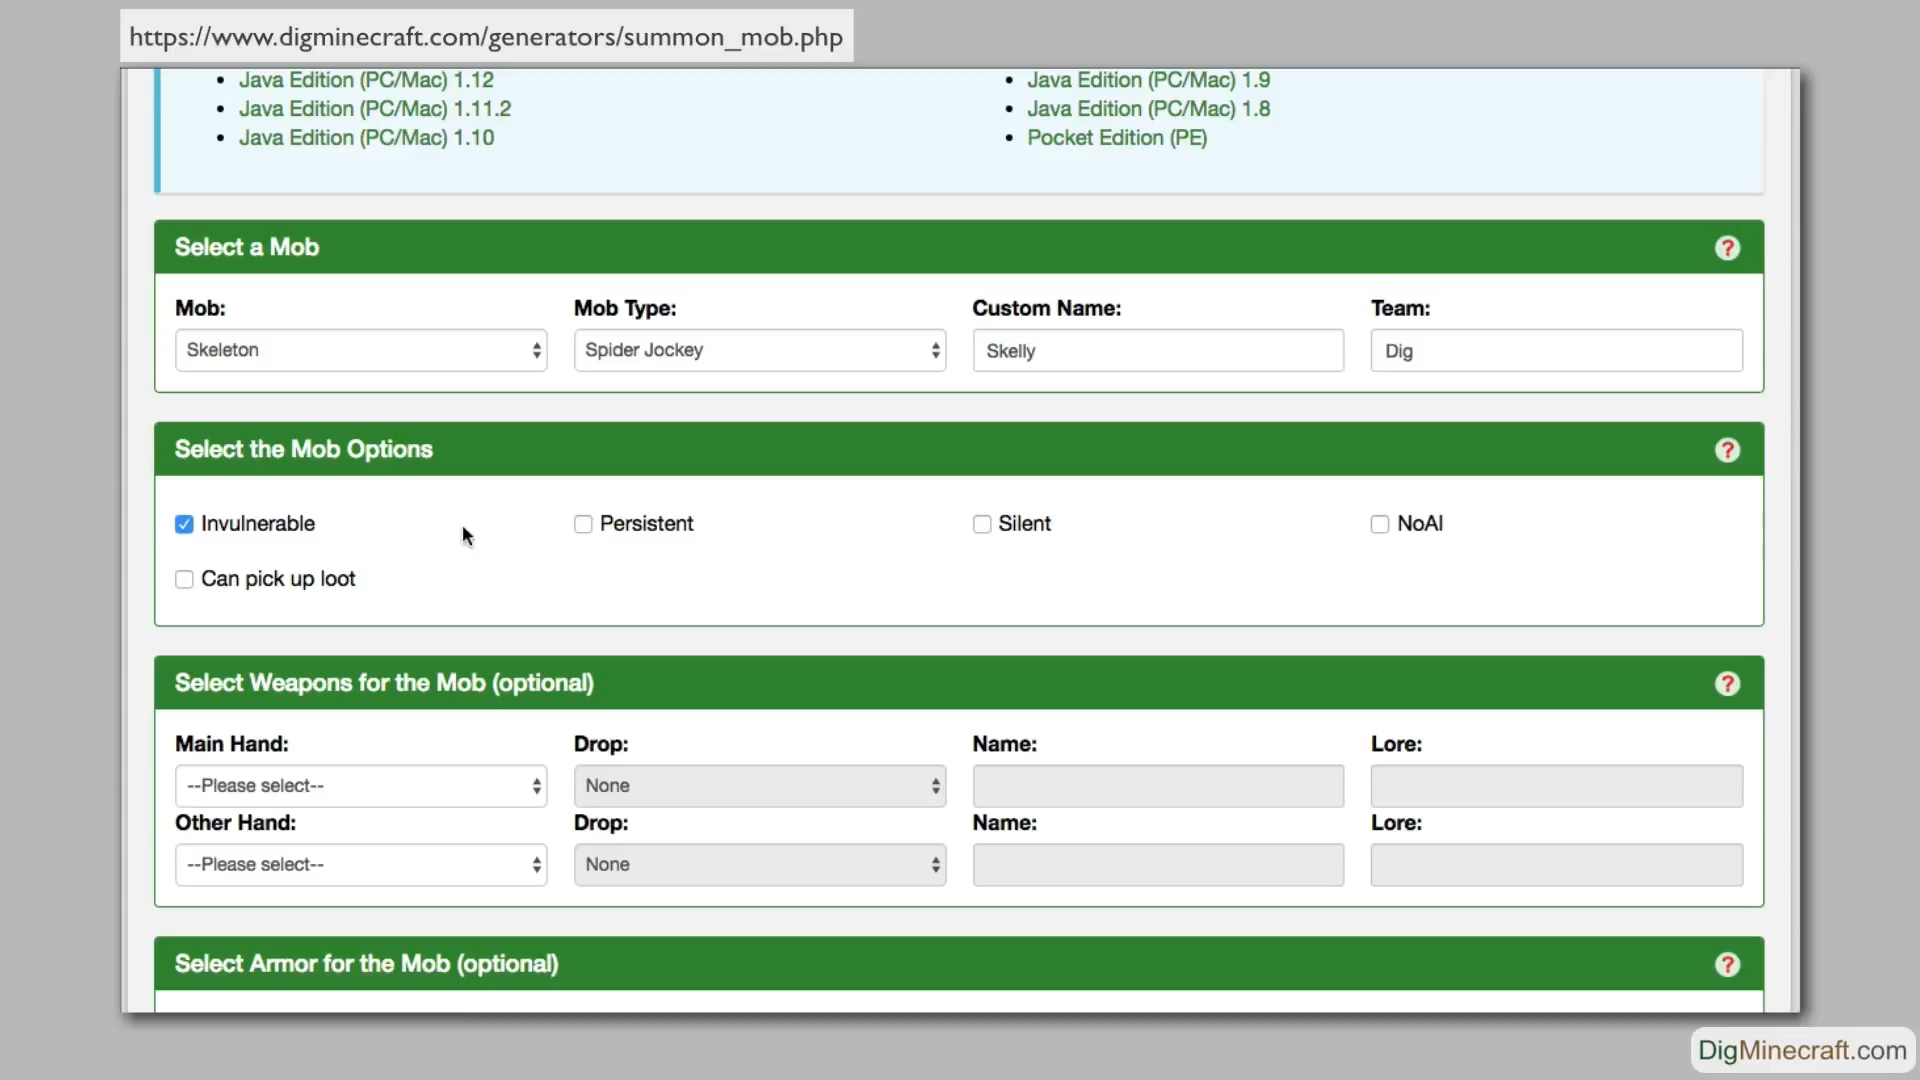 https://www.digminecraft.com/generators/summon_mob.php
Java Edition (PC/Mac) 1.12
Java Edition (PC/Mac) 1.11.2
Java Edition (PC/Mac) 1.10
Java Edition (PC/Mac) 1.9
Java Edition (PC/Mac) 1.8
Pocket Edition (PE)
Select a Mob ?
Mob: Mob Type: Custom Name: Team:
Skeleton Spider Jockey Skelly Dig
Select the Mob Options ?
Invulnerable Persistent Silent NoAI
Can pick up loot
Select Weapons for the Mob (optional) ?
Main Hand: Drop: Name: Lore:
--Please select-- None
Other Hand: Drop: Name: Lore:
--Please select-- None
Select Armor for the Mob (optional) ?
DigMinecraft.com